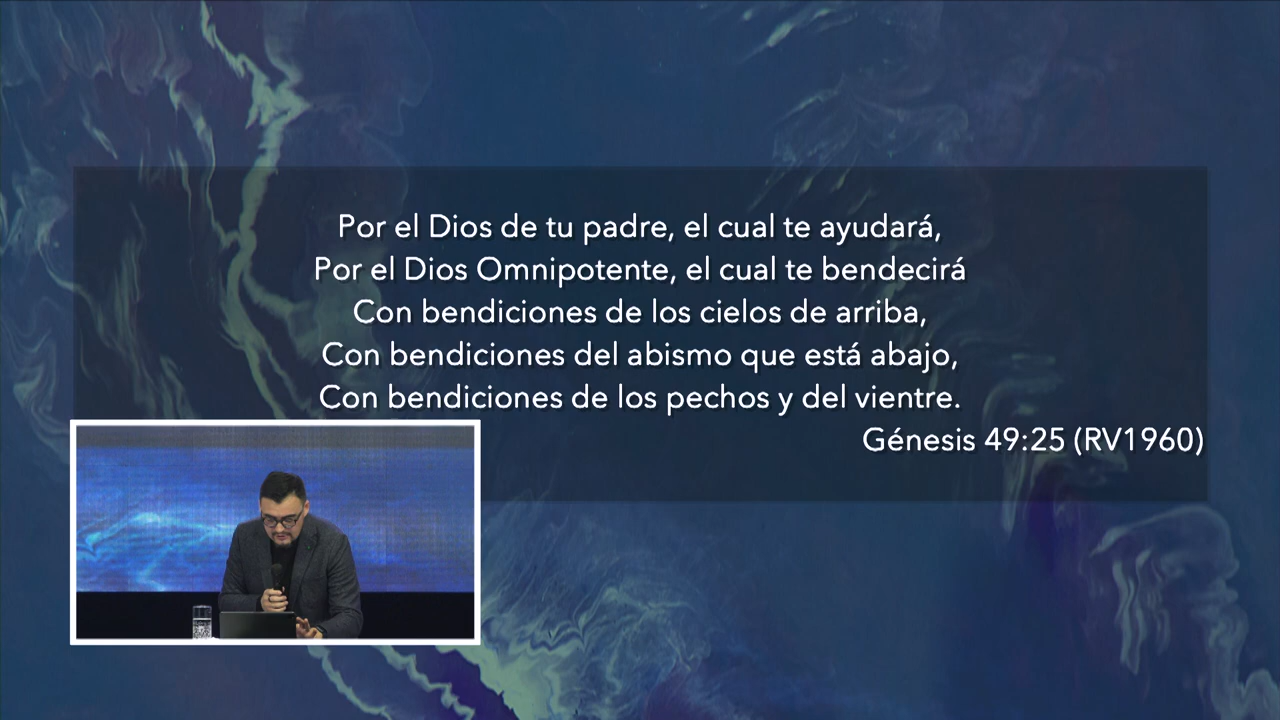 Por el Dios de tu padre, el cual te ayudará,
Por el Dios Omnipotente, el cual te bendecirá
Con bendiciones de los cielos de arriba,
Con bendiciones del abismo que está abajo,
Con bendiciones de los pechos y del vientre.
Génesis 49:25 (RV1960)